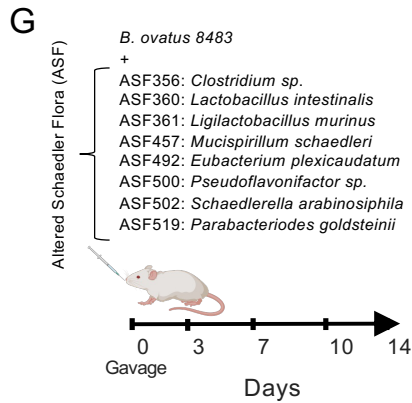 G
B. ovatus 8483
+
Altered Schaedler Flora (ASF)
ASF356: Clostridium sp.
ASF360: Lactobacillus intestinalis
ASF361: Ligilactobacillus murinus
ASF457: Mucispirillum schaedleri
ASF492: Eubacterium plexicaudatum
ASF500: Pseudoflavonifactor sp.
ASF502: Schaedlerella arabinosiphila
ASF519: Parabacteriodes goldsteinii
0 3 7 10 14
Gavage
Days